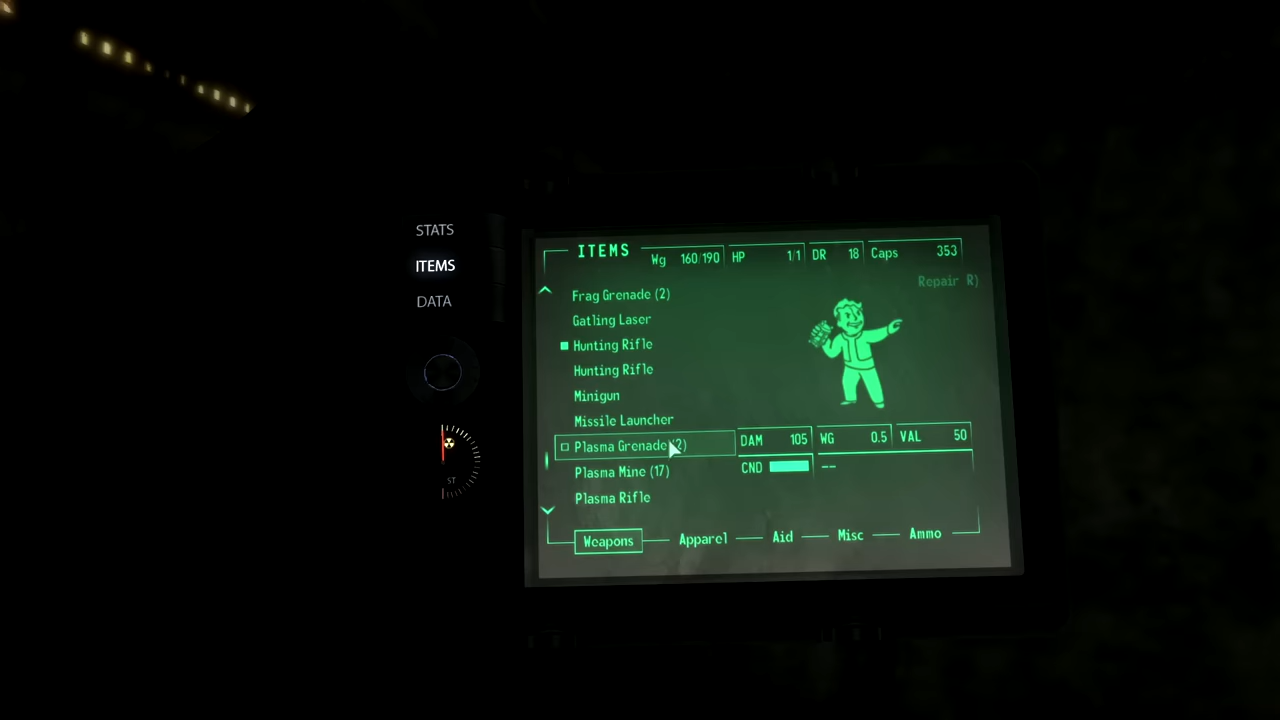 STATS
ITEMS
DATA
ST
ITEMS Wg 160/190 HP 1/1 DR 18 Caps 353
Repair R)
Frag Grenade (2)
Gatling Laser
Hunting Rifle
Hunting Rifle
Minigun
Missile Launcher
Plasma Grenade (2)
Plasma Mine (17)
Plasma Rifle
DAM 105 WG 0.5 VAL 50
CND --
Weapons Apparel Aid Misc Ammo